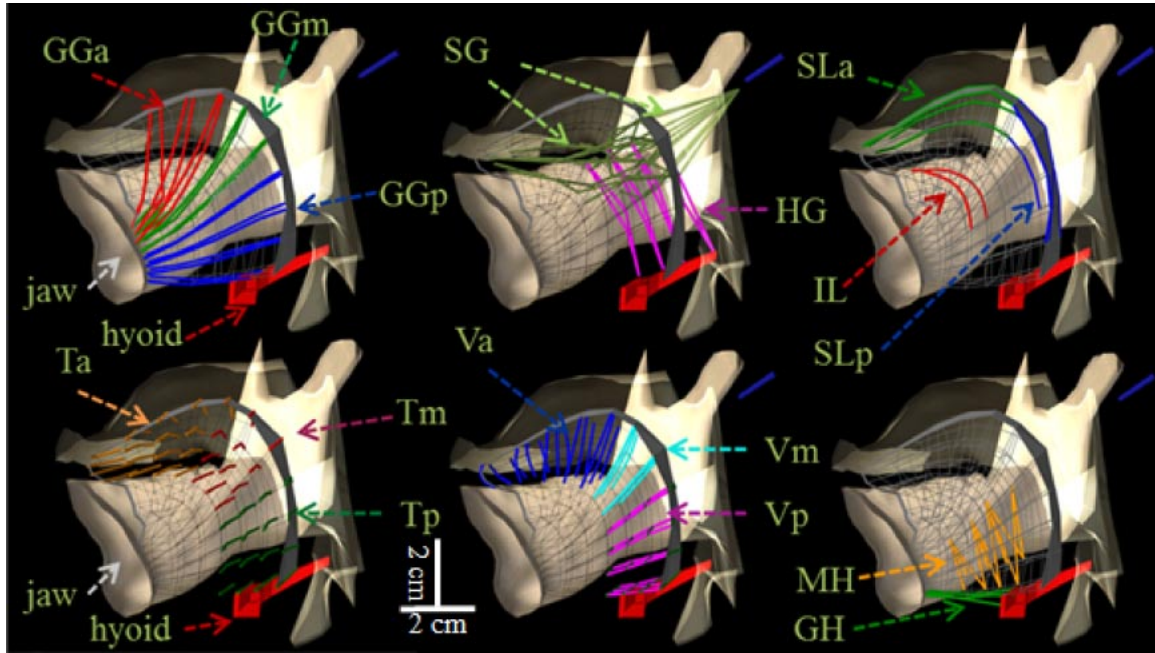 GGm
GGa
GGp
jaw
hyoid
SG
HG
SLa
IL
SLp
Ta
Tm
Tp
jaw
hyoid
Va
Vm
Vp
2 cm
2 cm
MH
GH